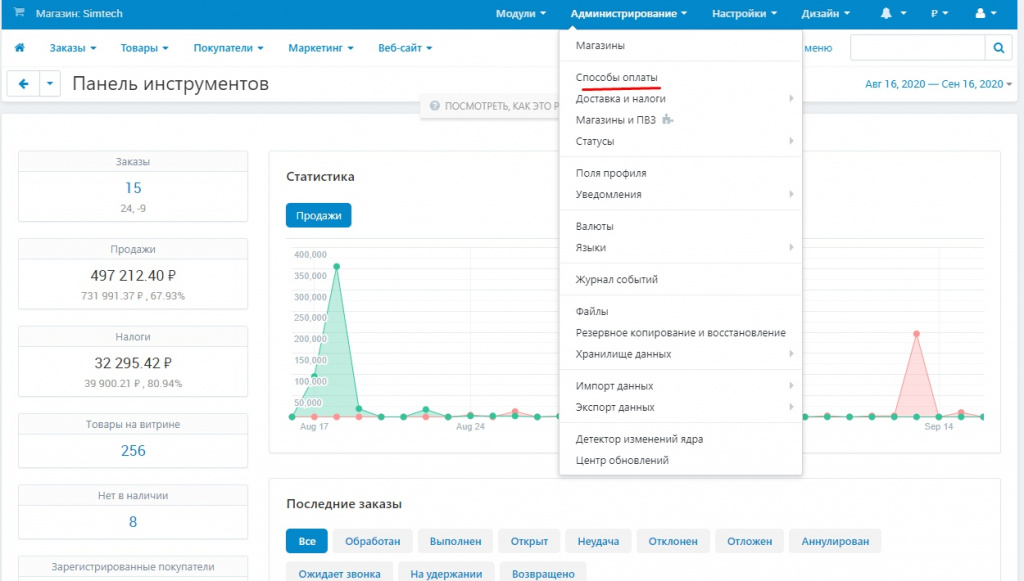 Магазин: Simtech
Модули
Администрирование
Настройки
Дизайн
₽
Заказы
Товары
Покупатели
Маркетинг
Веб-сайт
меню
Панель инструментов
Авг 16, 2020 — Сен 16, 2020
ПОСМОТРЕТЬ, КАК ЭТО Р
Магазины
Способы оплаты
Доставка и налоги
Магазины и ПВЗ
Статусы
Поля профиля
Уведомления
Валюты
Языки
Журнал событий
Файлы
Резервное копирование и восстановление
Хранилище данных
Импорт данных
Экспорт данных
Детектор изменений ядра
Центр обновлений
Заказы
15
24, -9
Продажи
497 212.40 ₽
731 991.37 ₽ , 67.93%
Налоги
32 295.42 ₽
39 900.21 ₽ , 80.94%
Товары на витрине
256
Нет в наличии
8
Зарегистрированные покупатели
Статистика
Продажи
400,000
350,000
300,000
250,000
200,000
150,000
100,000
50,000
Aug 17
Aug 24
Sep 14
Последние заказы
Все
Обработан
Выполнен
Открыт
Неудача
Отклонен
Отложен
Аннулирован
Ожидает звонка
На удержании
Возвращено